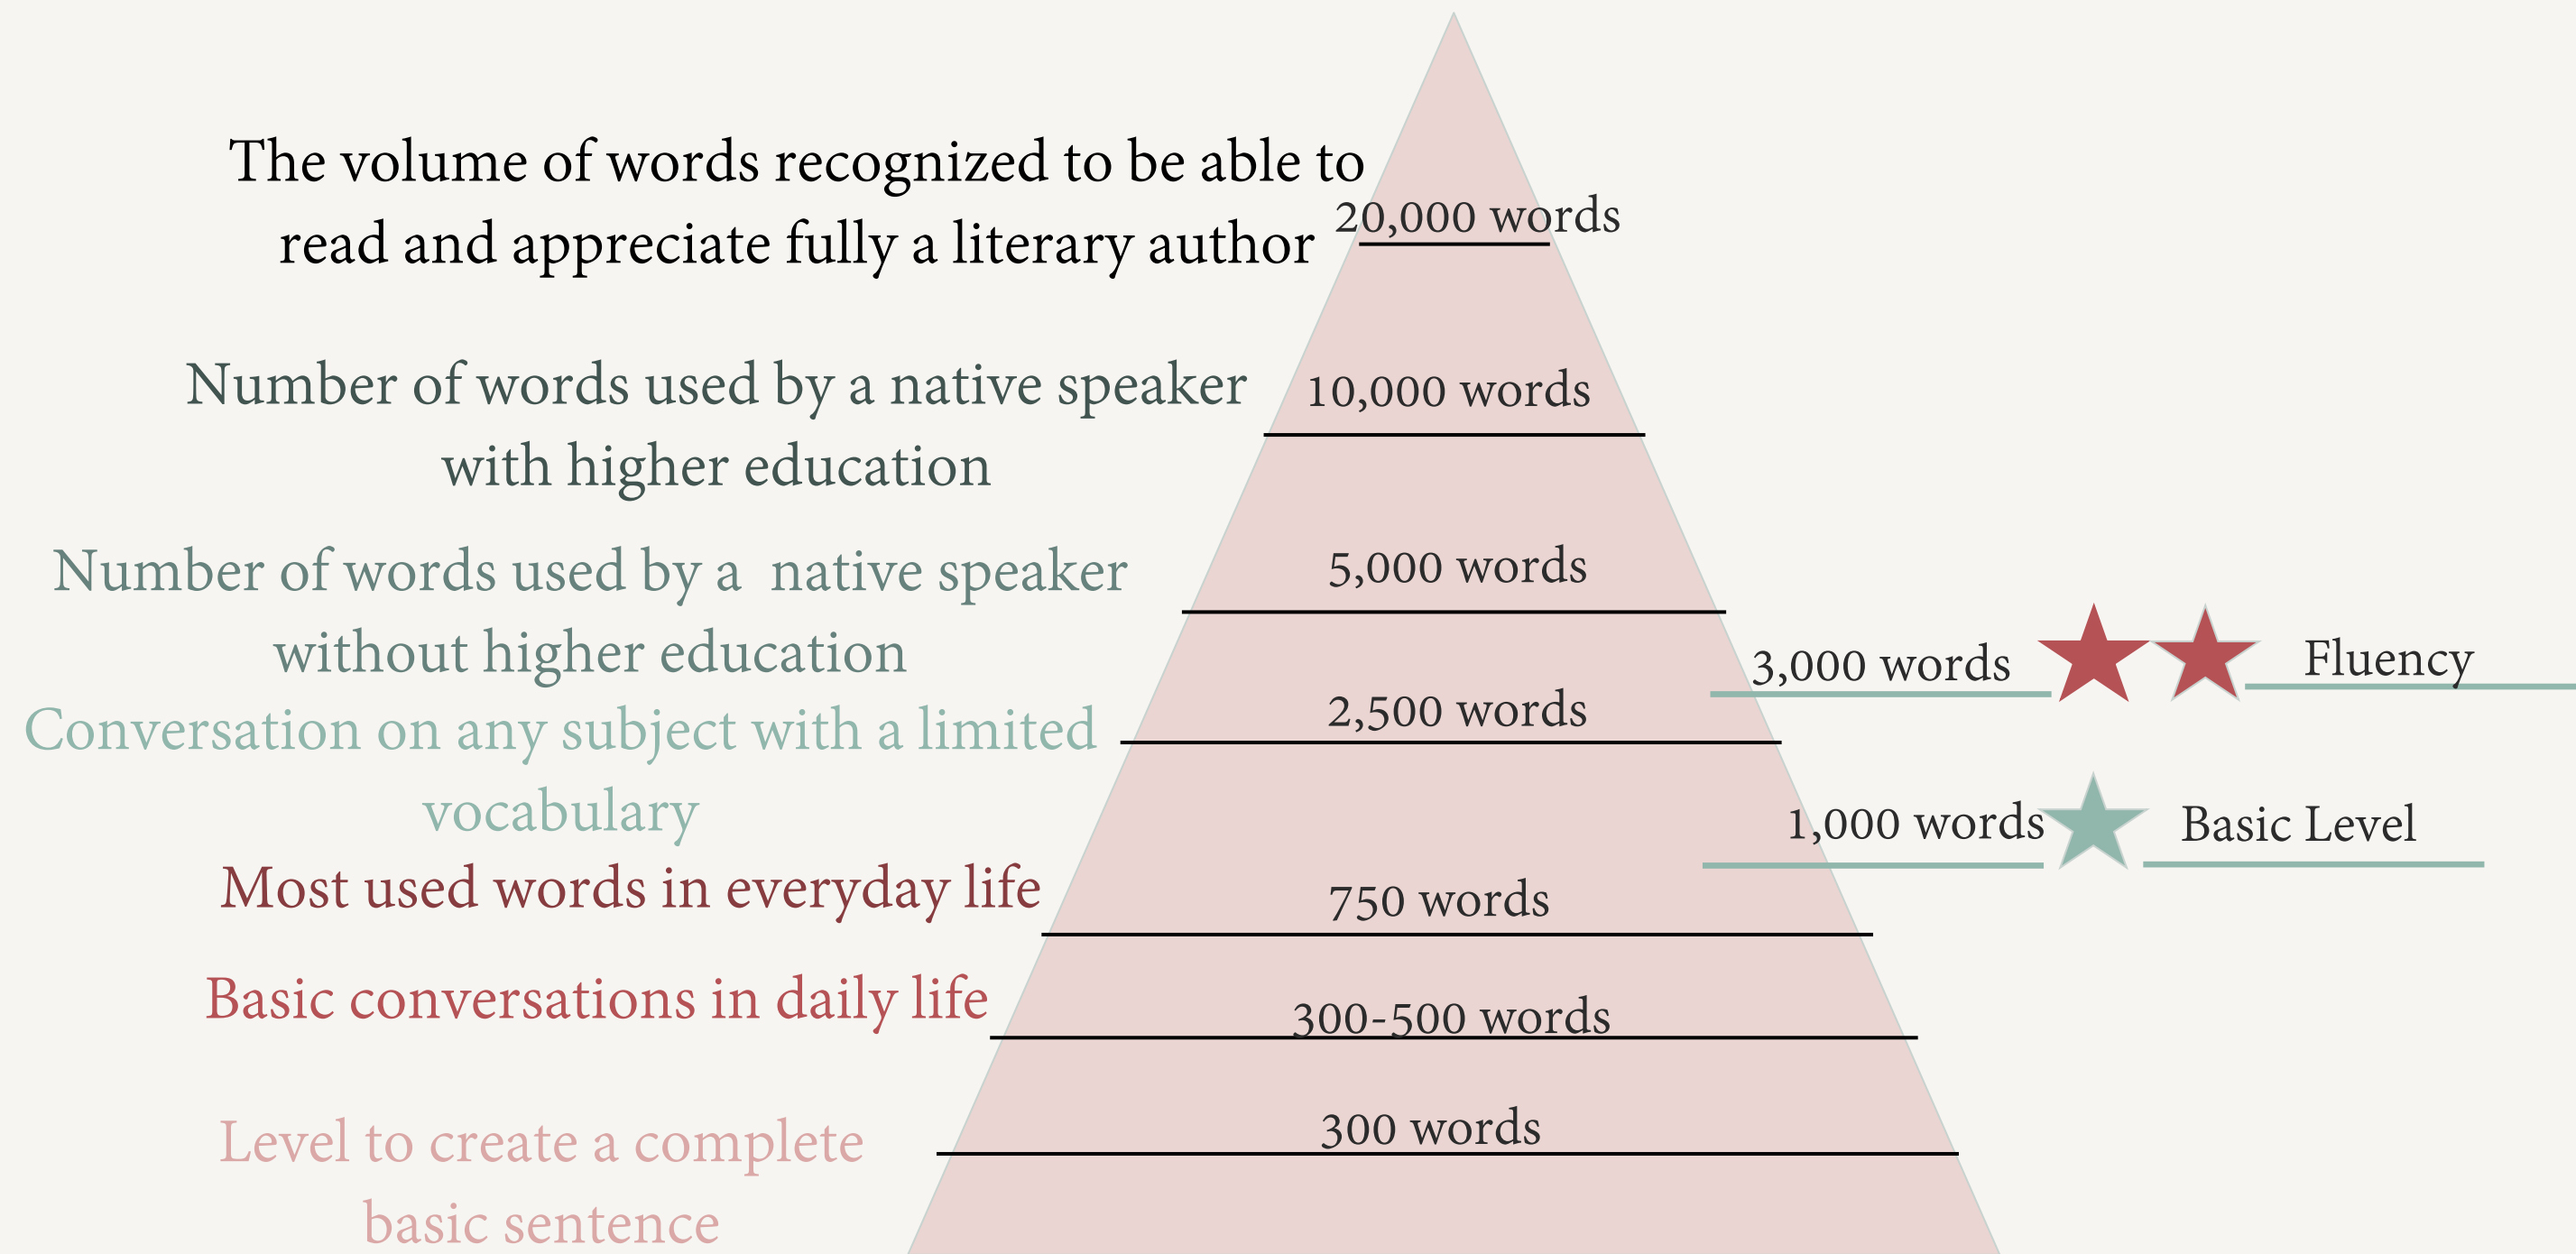 The volume of words recognized to be able to
read and appreciate fully a literary author
20,000 words
Number of words used by a native speaker
with higher education
10,000 words
Number of words used by a native speaker
without higher education
5,000 words
3,000 words
Fluency
Conversation on any subject with a limited
vocabulary
2,500 words
1,000 words
Basic Level
Most used words in everyday life
750 words
Basic conversations in daily life
300-500 words
Level to create a complete
basic sentence
300 words